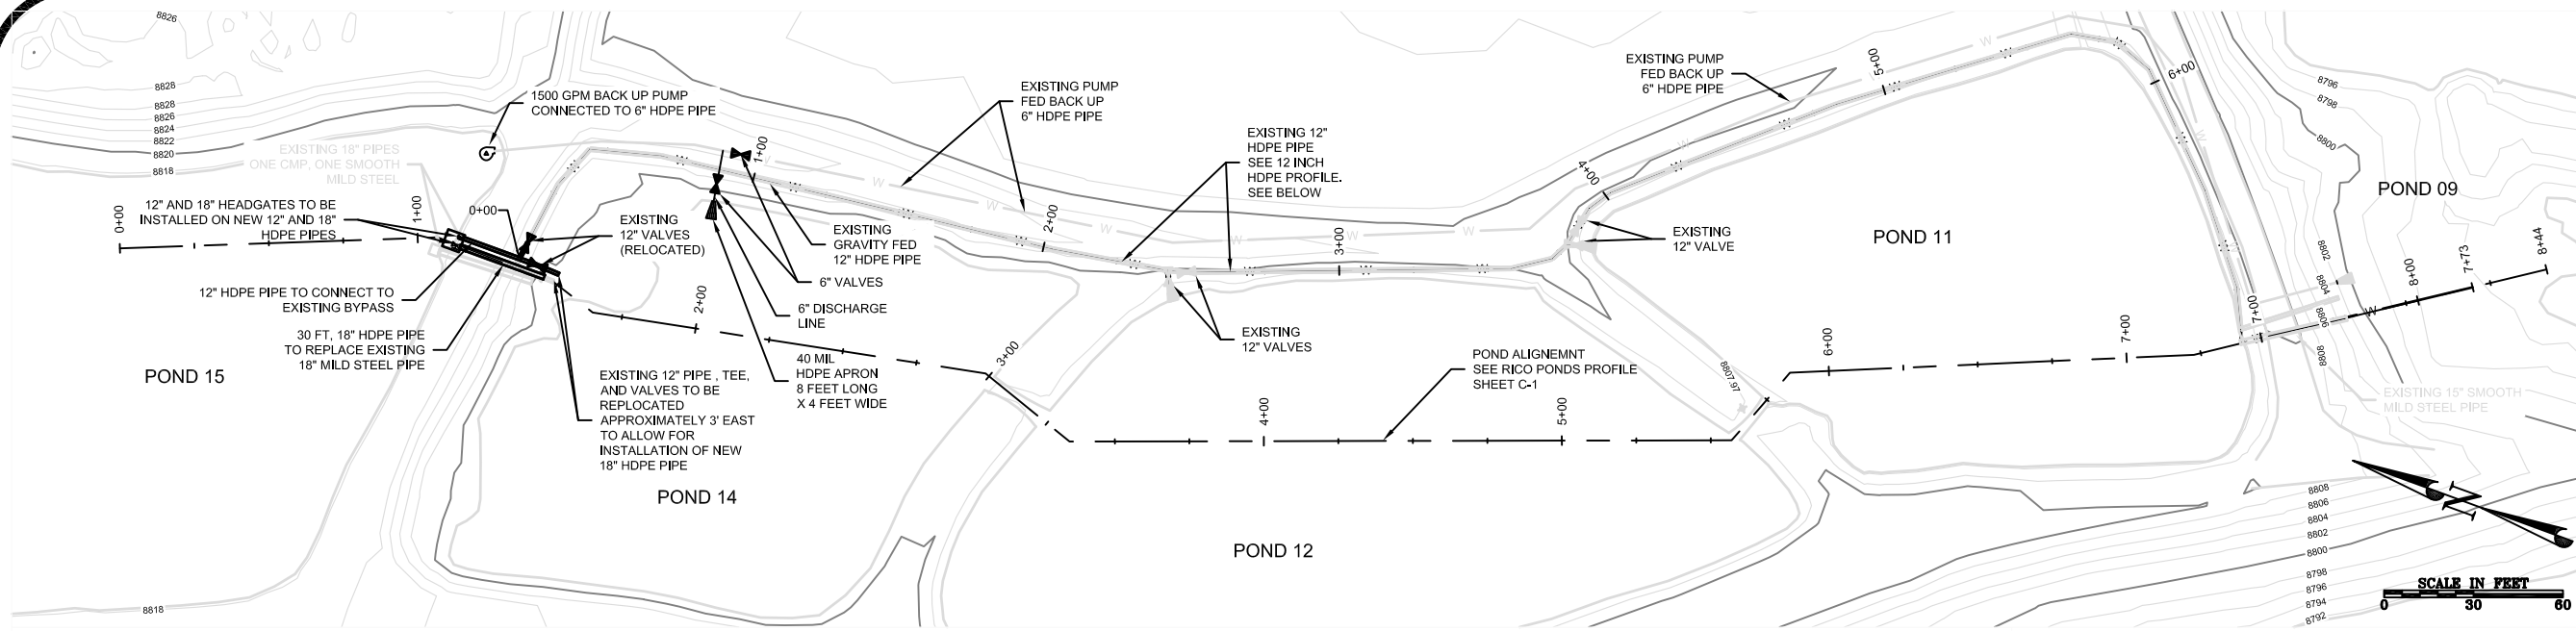 8826
8828
8828
8826
8824
8822
8820
8818
1500 GPM BACK UP PUMP
CONNECTED TO 6" HDPE PIPE
EXISTING 18" PIPES
ONE CMP, ONE SMOOTH
MILD STEEL
12" AND 18" HEADGATES TO BE
INSTALLED ON NEW 12" AND 18"
HDPE PIPES
0+00
1+00
0+00
EXISTING
12" VALVES
(RELOCATED)
12" HDPE PIPE TO CONNECT TO
EXISTING BYPASS
30 FT, 18" HDPE PIPE
TO REPLACE EXISTING
18" MILD STEEL PIPE
POND 15
EXISTING 12" PIPE , TEE,
AND VALVES TO BE
REPLOCATED
APPROXIMATELY 3' EAST
TO ALLOW FOR
INSTALLATION OF NEW
18" HDPE PIPE
POND 14
8818
1+00
W
EXISTING
GRAVITY FED
12" HDPE PIPE
6" VALVES
6" DISCHARGE
LINE
40 MIL
HDPE APRON
8 FEET LONG
X 4 FEET WIDE
2+00
3+00
EXISTING PUMP
FED BACK UP
6" HDPE PIPE
W
W
W
W
W
W
2+00
EXISTING 12"
HDPE PIPE
SEE 12 INCH
HDPE PROFILE.
SEE BELOW
3+00
EXISTING
12" VALVES
POND ALIGNEMNT
SEE RICO PONDS PROFILE
SHEET C-1
4+00
5+00
POND 12
EXISTING PUMP
FED BACK UP
6" HDPE PIPE
4+00
W
5+00
W
6+00
W
EXISTING
12" VALVE
POND 11
8807.97
6+00
7+00
7+00
8796
8798
8800
POND 09
8802
8804
8806
8808
W
8+00
7+73
8+44
EXISTING 15" SMOOTH
MILD STEEL PIPE
8808
8806
8804
8802
8800
8798
8796
8794
8792
Z
SCALE IN FEET
0 30 60